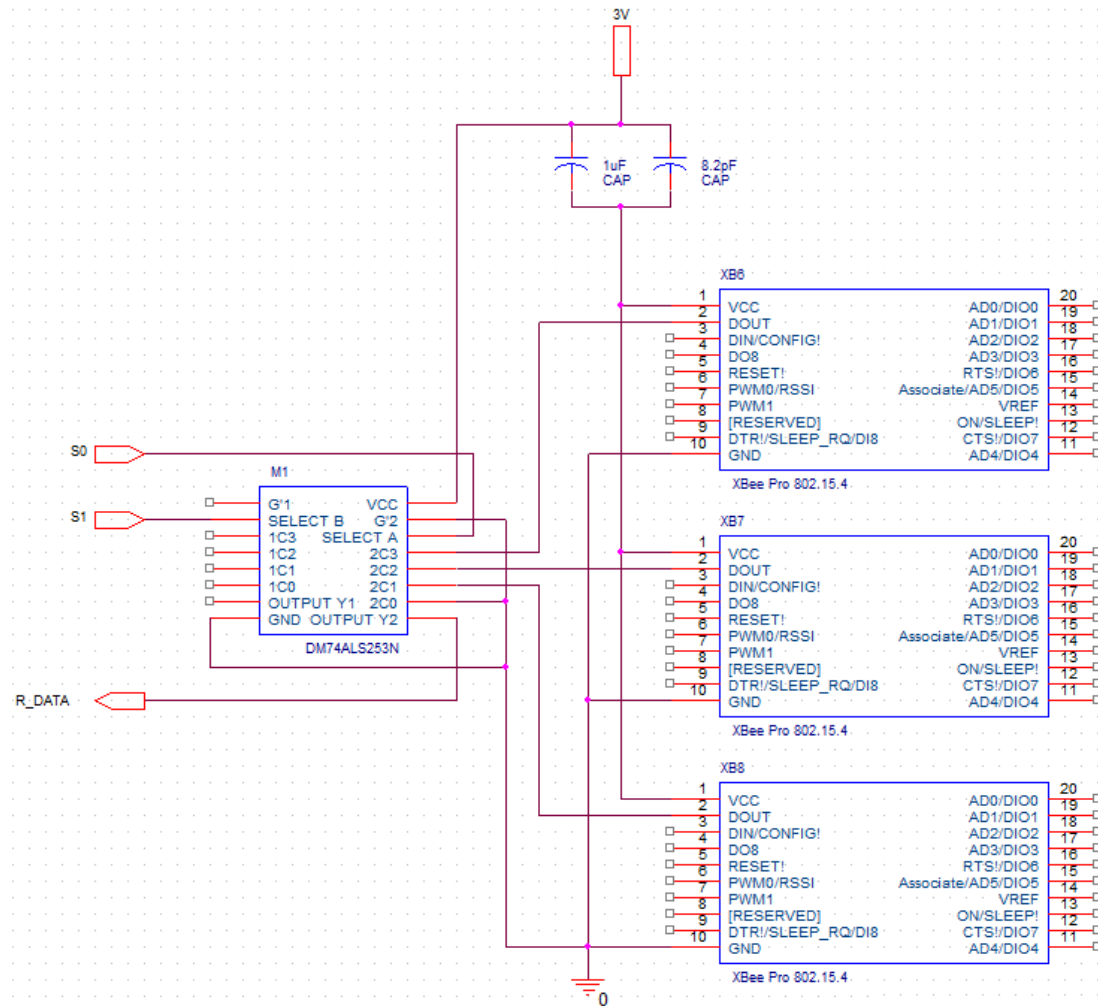 3V
1uF
CAP
8.2pF
CAP
XB6
1 VCC AD0/DIO0 20
2 DOUT AD1/DIO1 19
3 DIN/CONFIG! AD2/DIO2 18
4 DO8 AD3/DIO3 17
5 RESET! RTS!/DIO6 16
6 PWM0/RSSI Associate/AD5/DIO5 15
7 PWM1 VREF 14
8 [RESERVED] ON/SLEEP! 13
9 DTR!/SLEEP_RQ/DI8 CTS!/DIO7 12
10 GND AD4/DIO4 11
XBee Pro 802.15.4
S0
S1
M1
G"1 VCC
SELECT B G"2
1C3 SELECT A
1C2 2C3
1C1 2C2
1C0 2C1
OUTPUT Y1 2C0
GND OUTPUT Y2
DM74ALS253N
R_DATA
XB7
1 VCC AD0/DIO0 20
2 DOUT AD1/DIO1 19
3 DIN/CONFIG! AD2/DIO2 18
4 DO8 AD3/DIO3 17
5 RESET! RTS!/DIO6 16
6 PWM0/RSSI Associate/AD5/DIO5 15
7 PWM1 VREF 14
8 [RESERVED] ON/SLEEP! 13
9 DTR!/SLEEP_RQ/DI8 CTS!/DIO7 12
10 GND AD4/DIO4 11
XBee Pro 802.15.4
XB8
1 VCC AD0/DIO0 20
2 DOUT AD1/DIO1 19
3 DIN/CONFIG! AD2/DIO2 18
4 DO8 AD3/DIO3 17
5 RESET! RTS!/DIO6 16
6 PWM0/RSSI Associate/AD5/DIO5 15
7 PWM1 VREF 14
8 [RESERVED] ON/SLEEP! 13
9 DTR!/SLEEP_RQ/DI8 CTS!/DIO7 12
10 GND AD4/DIO4 11
XBee Pro 802.15.4
0